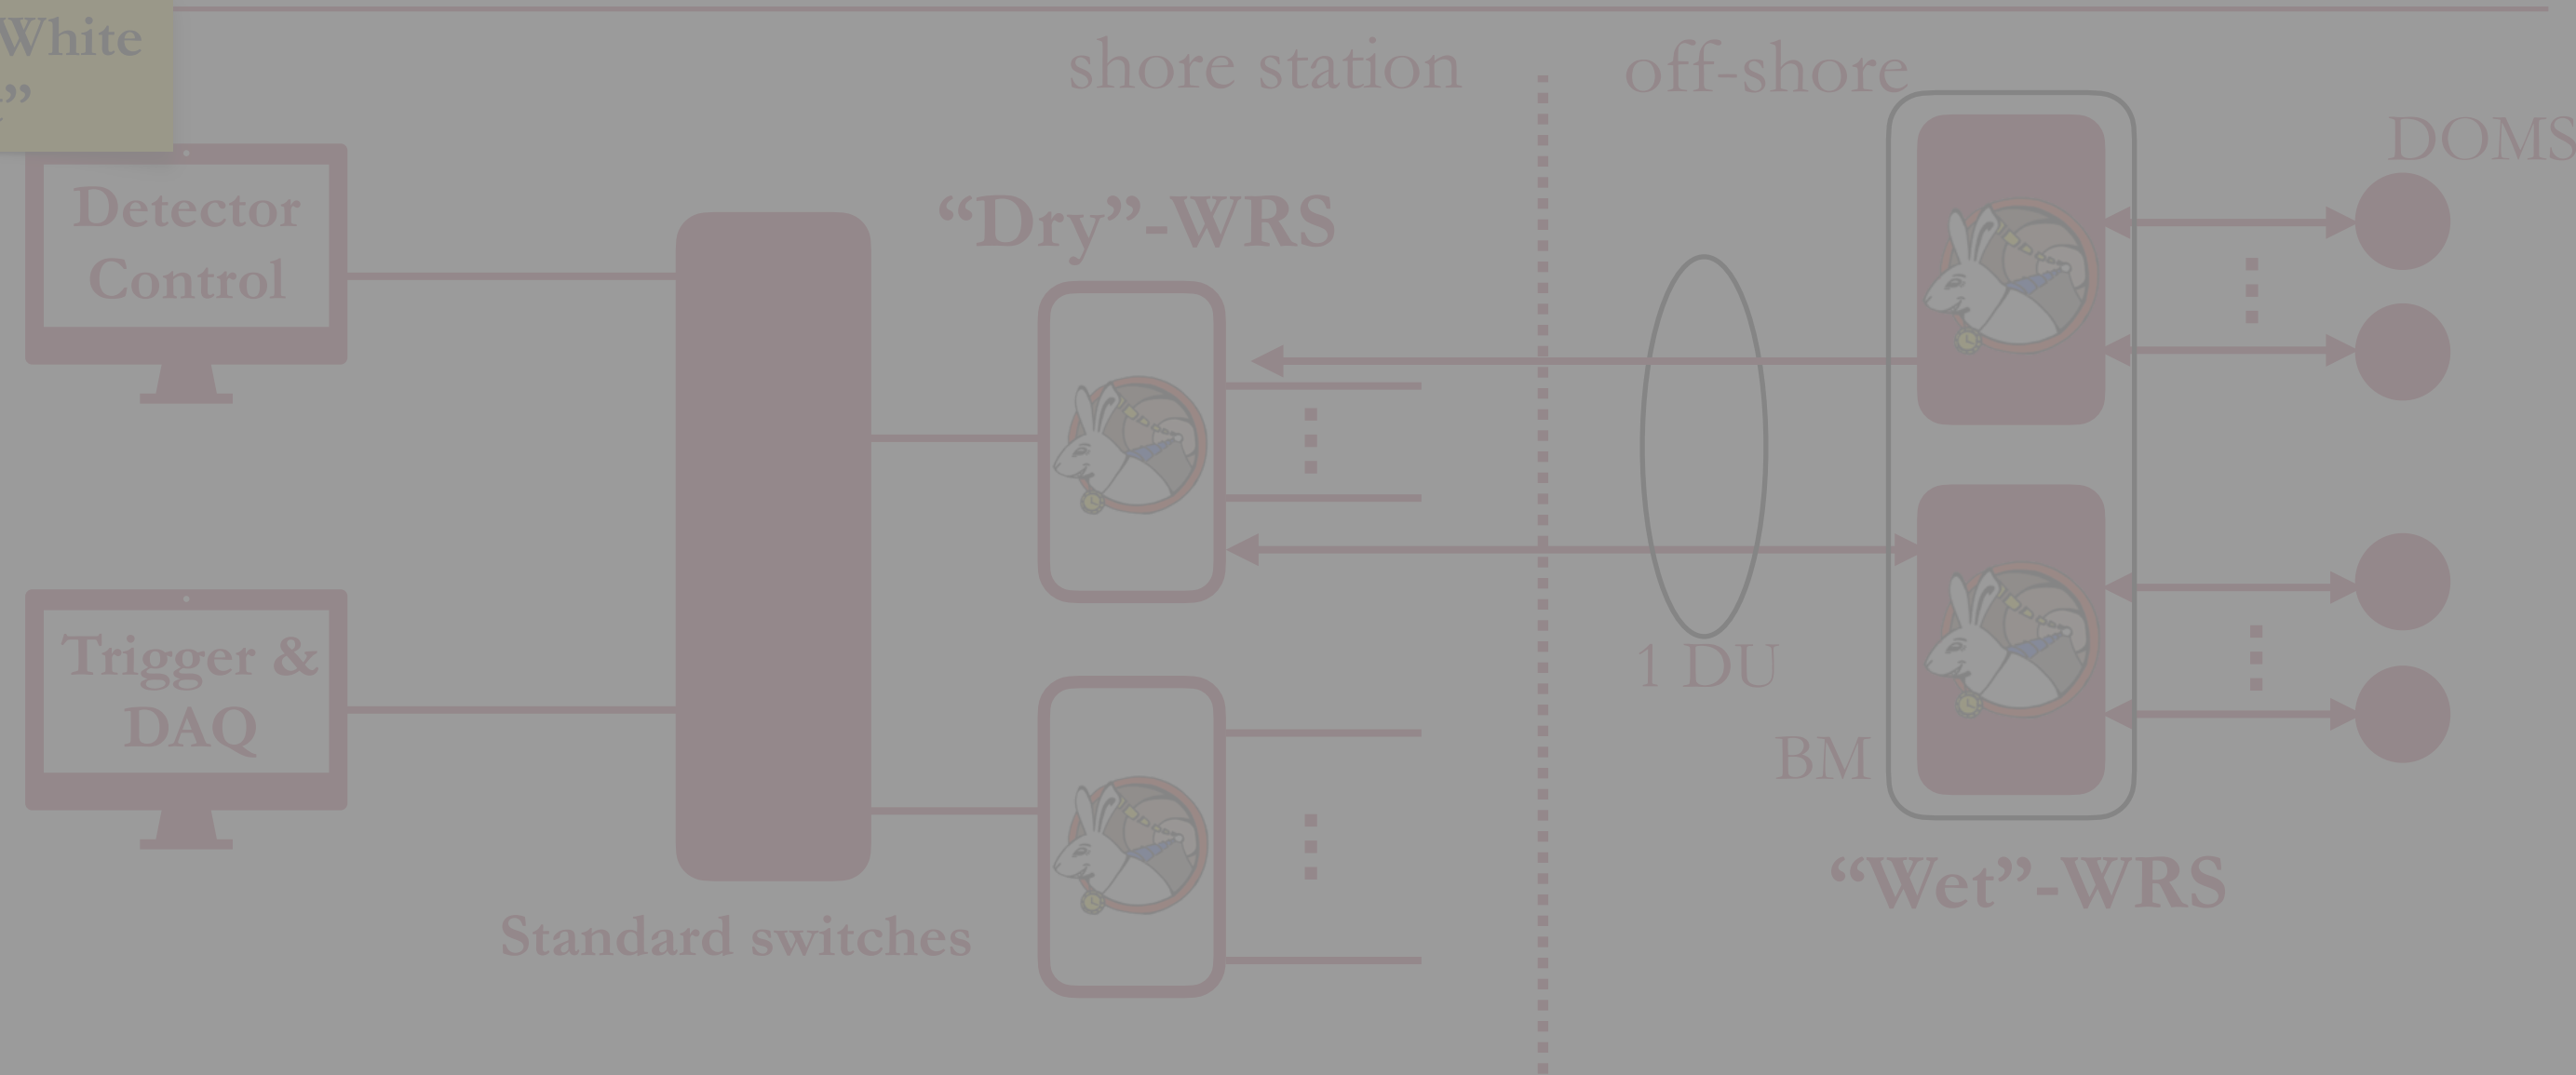 White
”
shore station
off-shore
DOMS
Detector
Control
“Dry”-WRS
Trigger &
DAQ
1 DU
BM
“Wet”-WRS
Standard switches